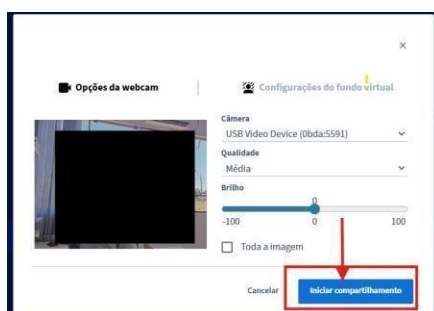 ×
Opções da webcam
Configurações do fundo virtual
Câmera
USB Video Device (0bda:5591)
Qualidade
Média
Brilho
0
-100 0 100
Toda a imagem
Cancelar Iniciar compartilhamento